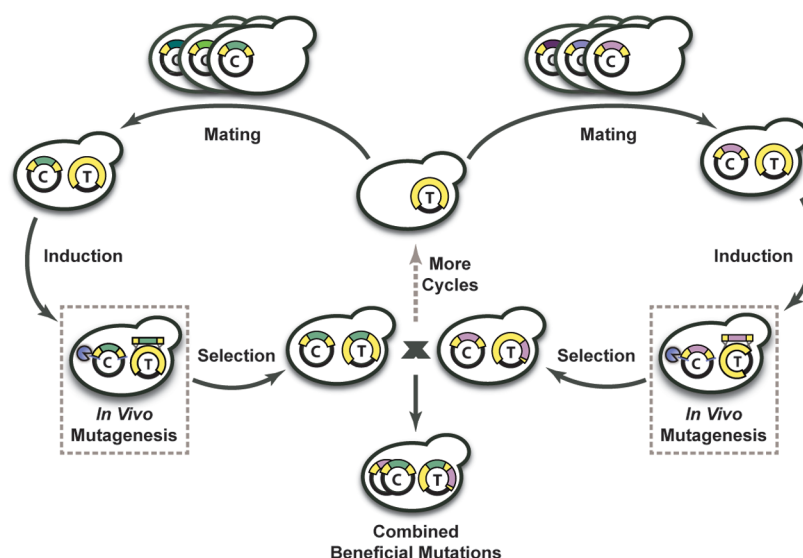 C C C
C C C
Mating
Mating
C T
T
C T
Induction
More
Cycles
Induction
C T
Selection
C T
C T
Selection
C T
In Vivo
Mutagenesis
In Vivo
Mutagenesis
C T
Combined
Beneficial Mutations